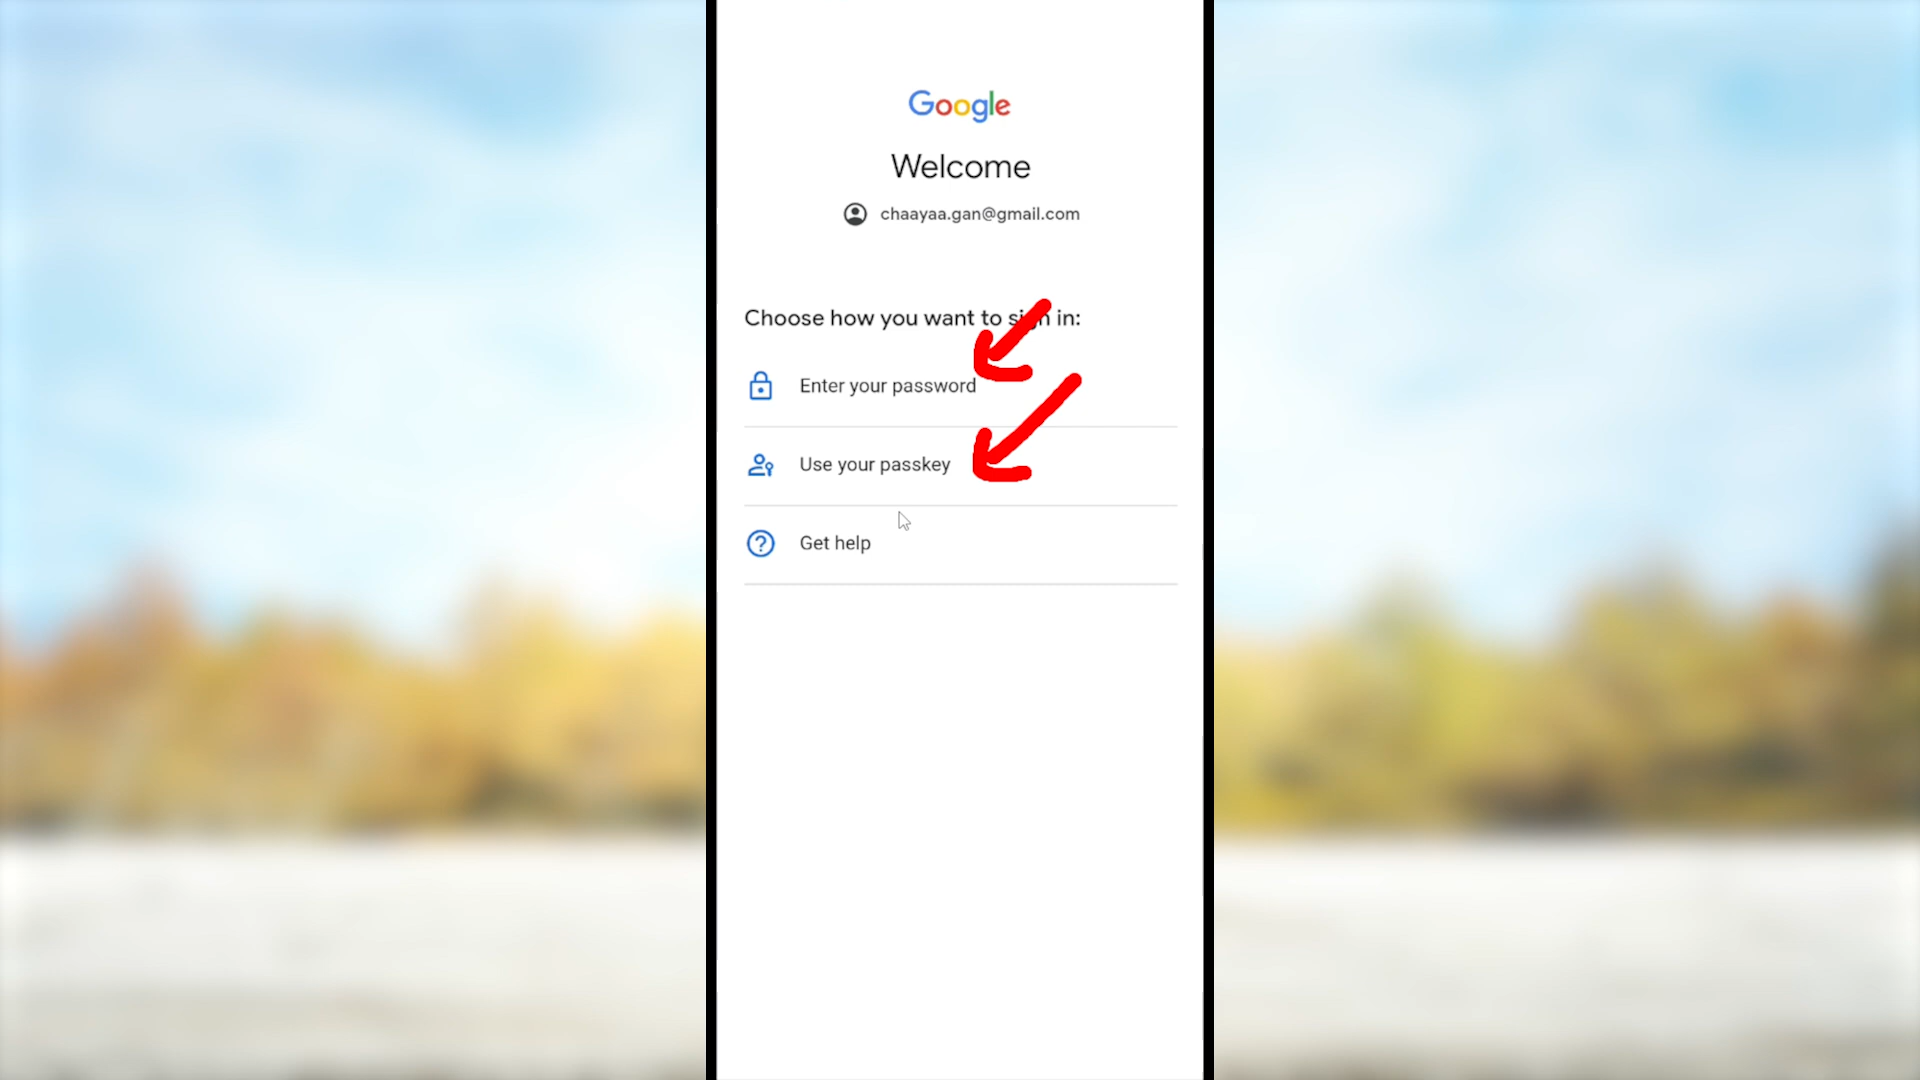 Google
Welcome
chaayaa.gan@gmail.com
Choose how you want to sign in:
Enter your password
Use your passkey
Get help